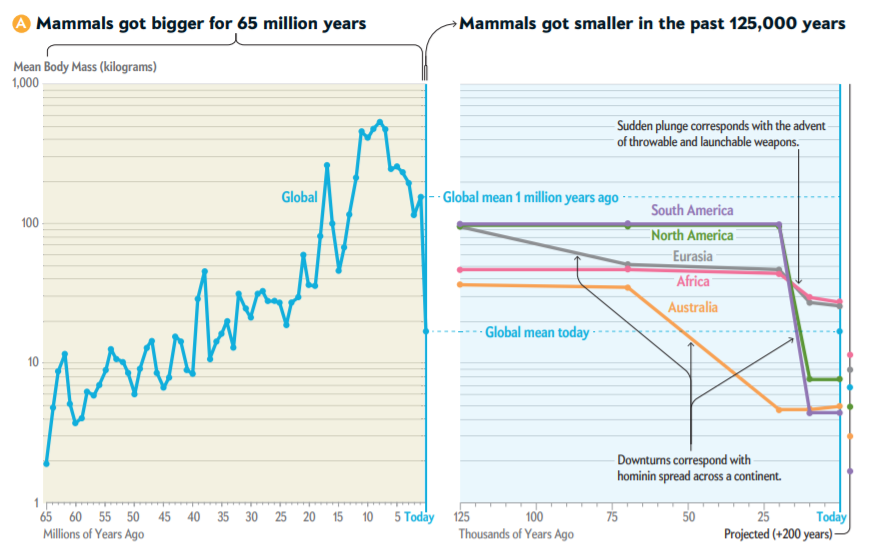 A Mammals got bigger for 65 million years
Mammals got smaller in the past 125,000 years
Mean Body Mass (kilograms)
1,000
100
10
1
Global
65 60 55 50 45 40 35 30 25 20 15 10 5 Today
Millions of Years Ago
Sudden plunge corresponds with the advent
of throwable and launchable weapons.
Global mean 1 million years ago
South America
North America
Eurasia
Africa
Australia
Global mean today
Downturns correspond with
hominin spread across a continent.
125 100 75 50 25 Today
Thousands of Years Ago
Projected (+200 years)